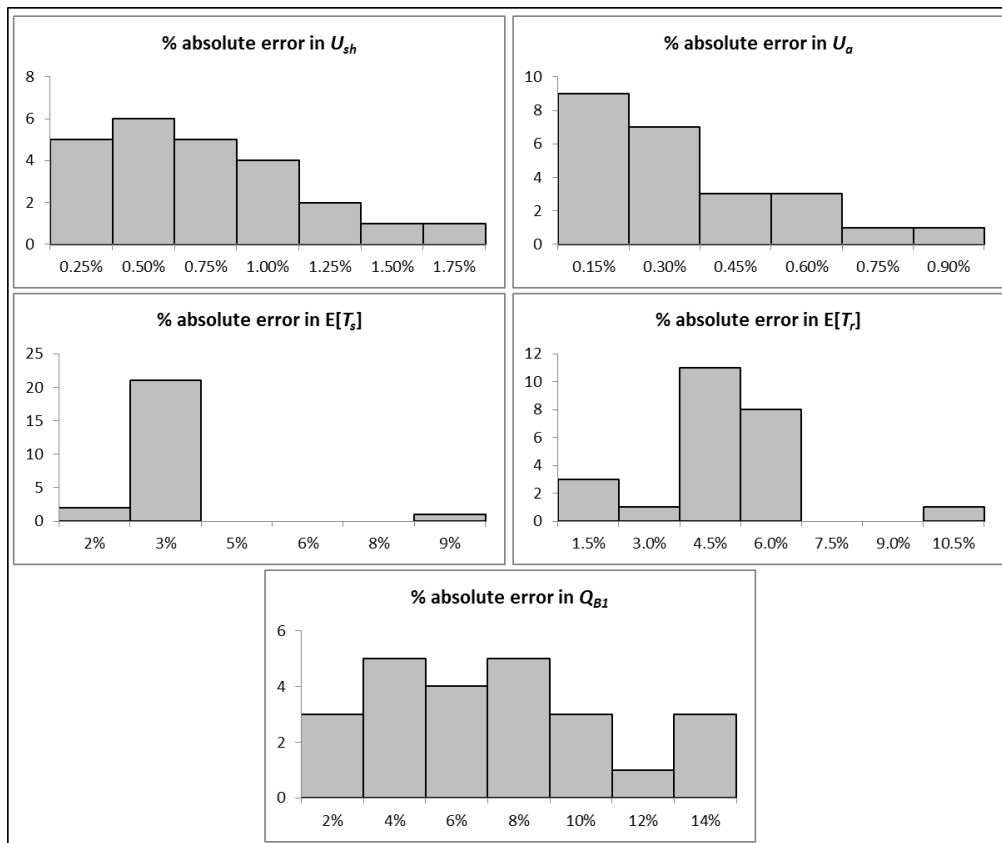 % absolute error in Ush
8
6
4
2
0
0.25% 0.50% 0.75% 1.00% 1.25% 1.50% 1.75%
% absolute error in Ua
10
8
6
4
2
0
0.15% 0.30% 0.45% 0.60% 0.75% 0.90%
% absolute error in E[Ts]
25
20
15
10
5
0
2% 3% 5% 6% 8% 9%
% absolute error in E[Tr]
12
10
8
6
4
2
0
1.5% 3.0% 4.5% 6.0% 7.5% 9.0% 10.5%
% absolute error in QB1
6
4
2
0
2% 4% 6% 8% 10% 12% 14%